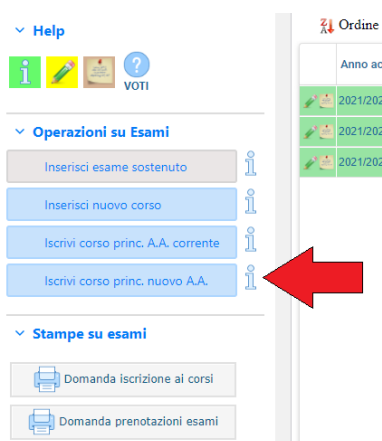 Help
VOTI
Operazioni su Esami
Inserisci esame sostenuto
Inserisci nuovo corso
Iscrivi corso princ. A.A. corrente
Iscrivi corso princ. nuovo A.A.
Stampe su esami
Domanda iscrizione ai corsi
Domanda prenotazioni esami
Ordine
Anno ac
2021/202
2021/202
2021/202